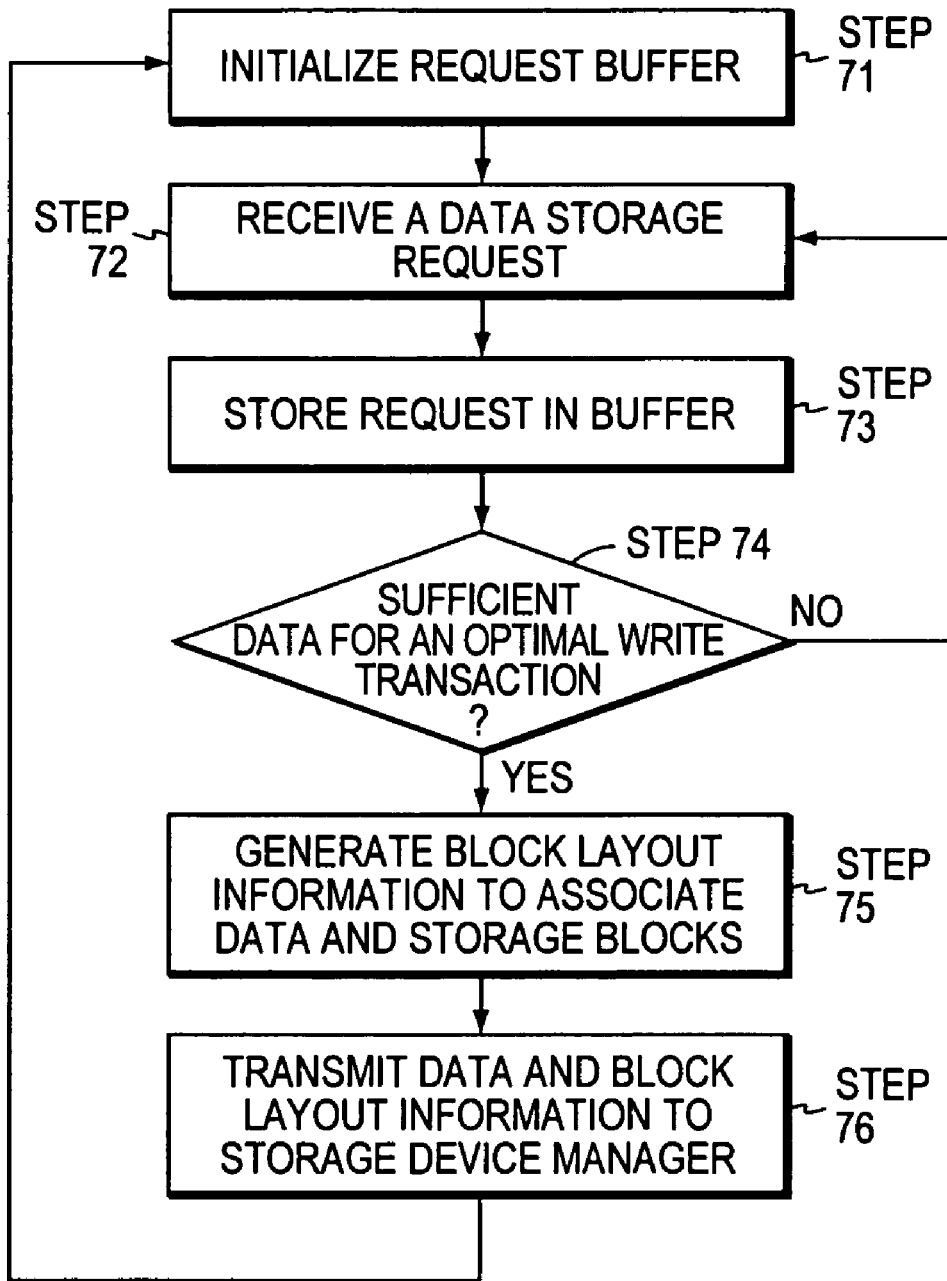 INITIALIZE REQUEST BUFFER
STEP
71
STEP
72
RECEIVE A DATA STORAGE
REQUEST
STORE REQUEST IN BUFFER
STEP
73
STEP 74
SUFFICIENT
DATA FOR AN OPTIMAL WRITE
TRANSACTION
?
NO
YES
GENERATE BLOCK LAYOUT
INFORMATION TO ASSOCIATE
DATA AND STORAGE BLOCKS
STEP
75
TRANSMIT DATA AND BLOCK
LAYOUT INFORMATION TO
STORAGE DEVICE MANAGER
STEP
76